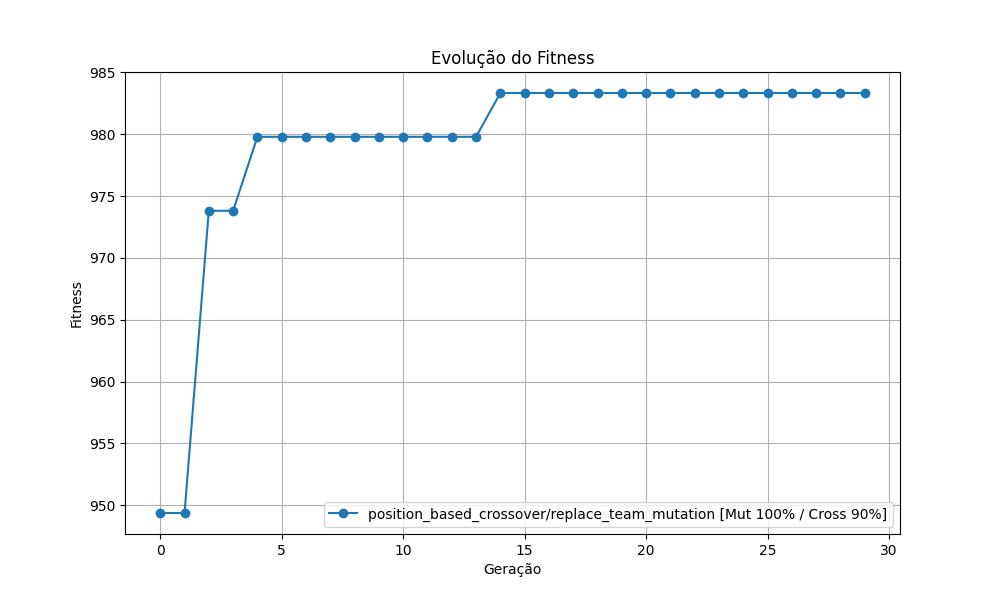 Evolução do Fitness
Fitness
985
980
975
970
965
960
955
950
position_based_crossover/replace_team_mutation [Mut 100% / Cross 90%]
0 5 10 15 20 25 30
Geração